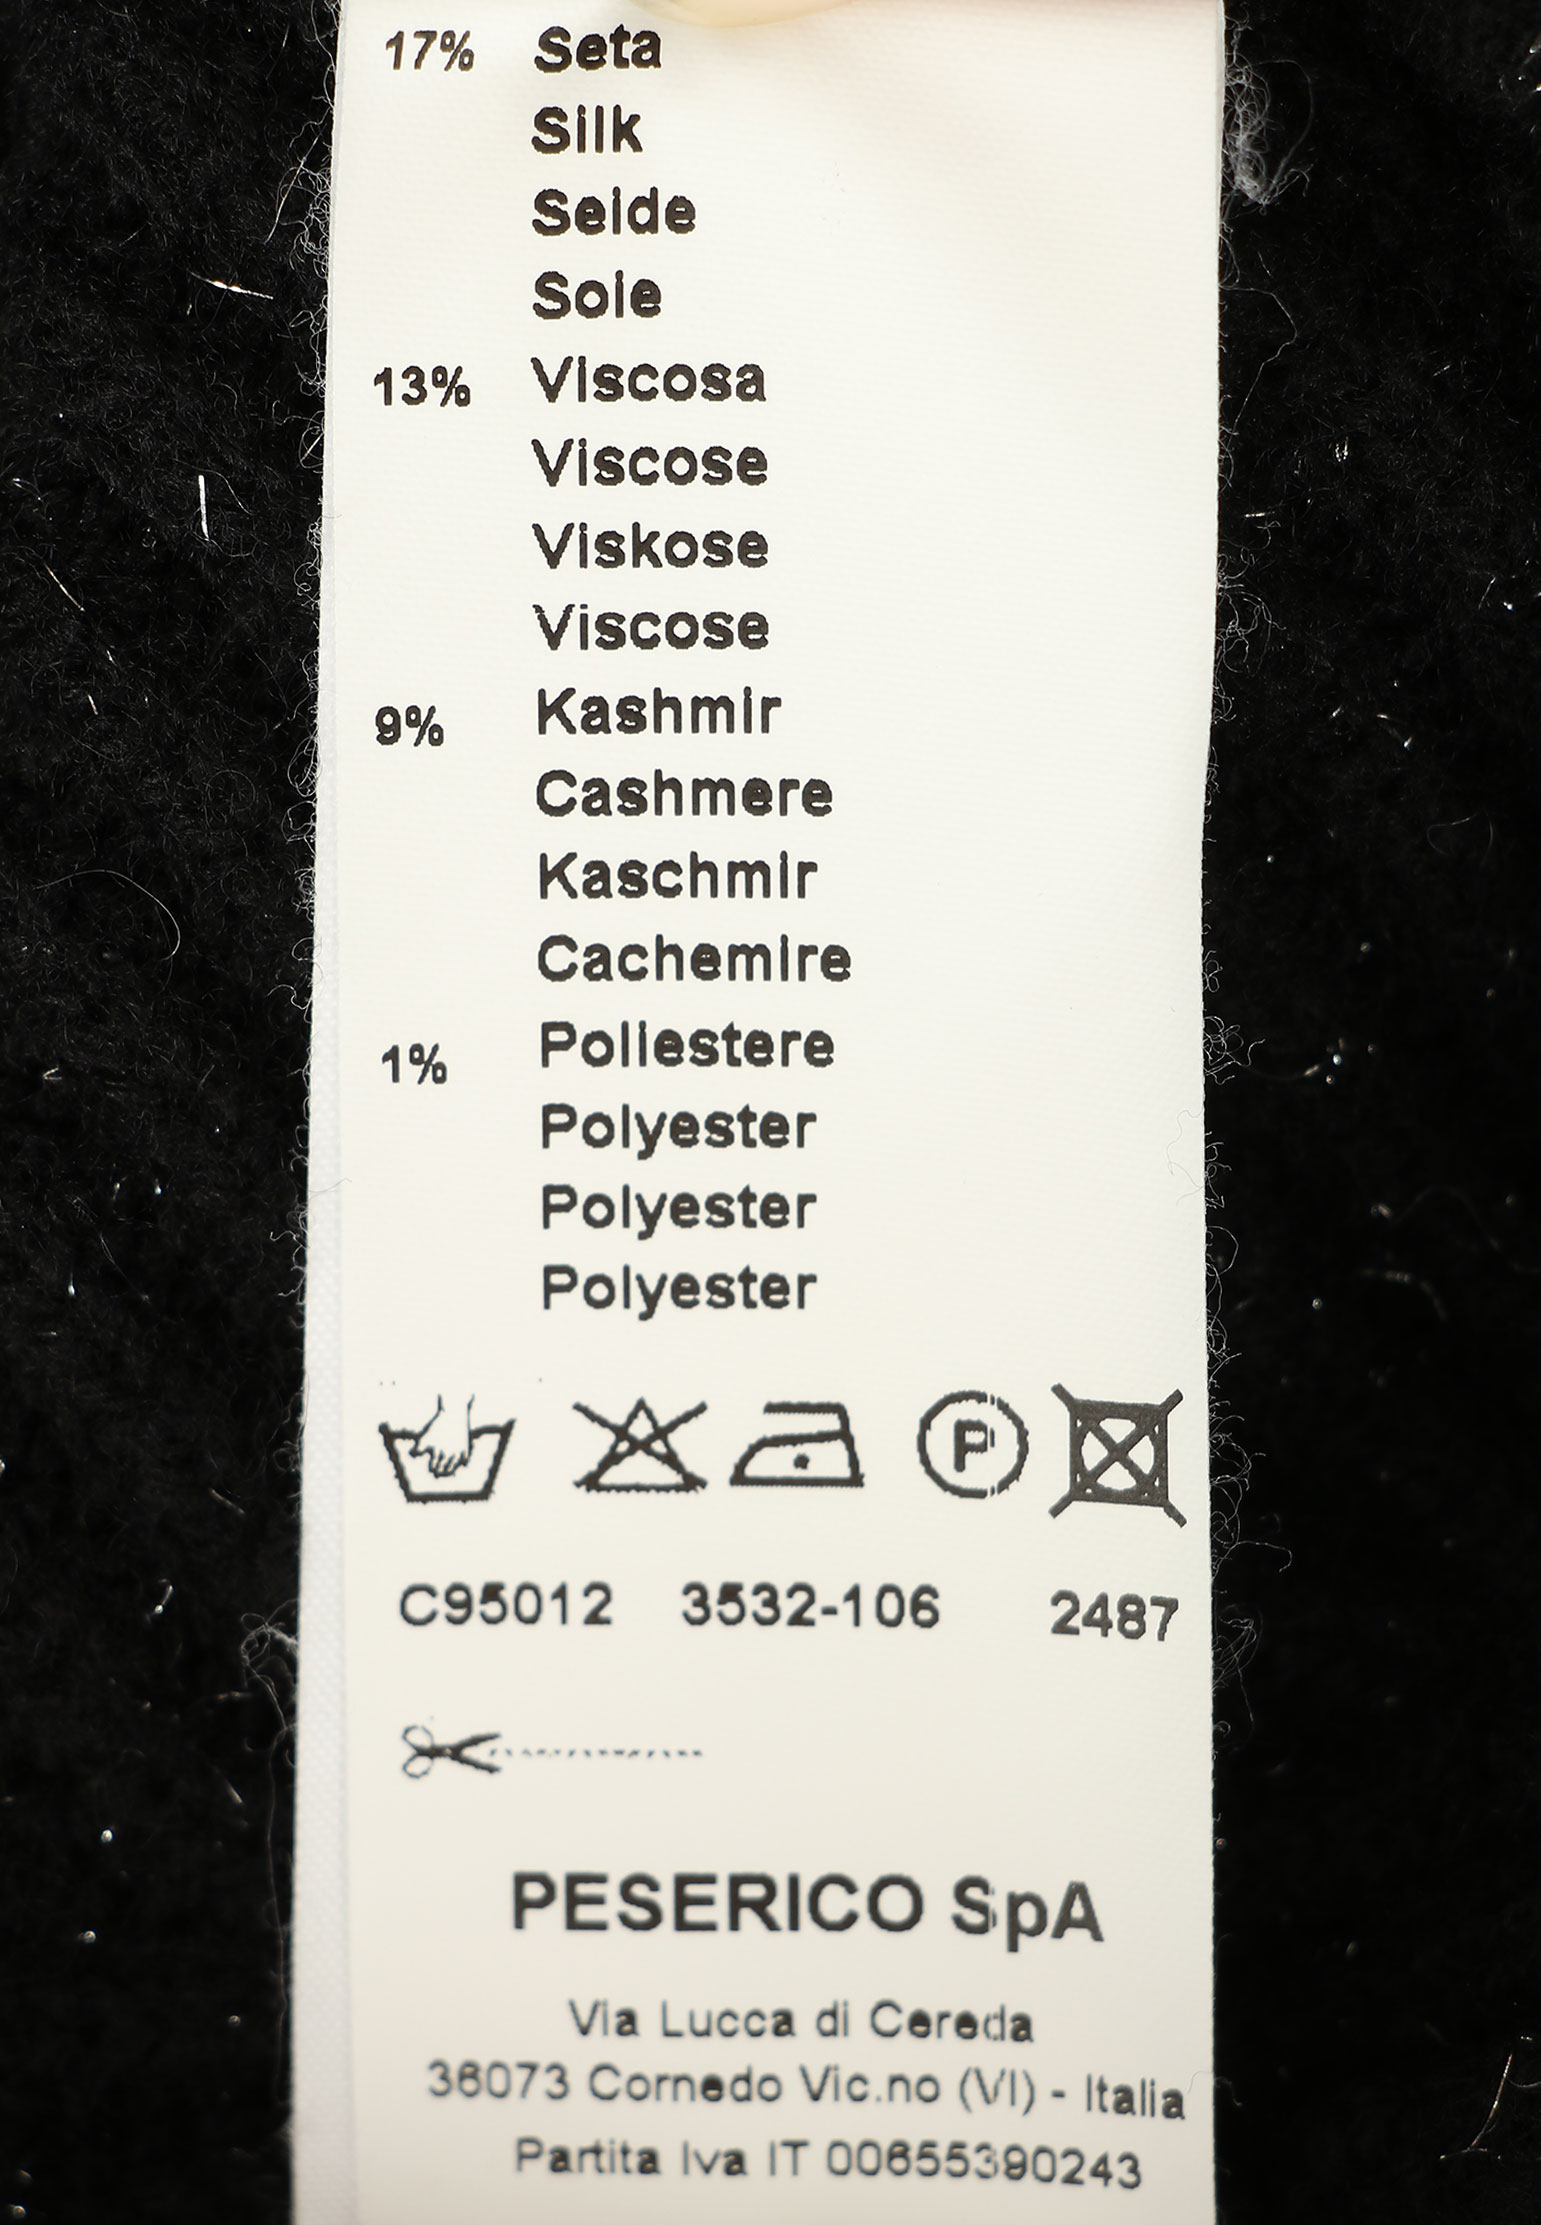 17% Seta
Silk
Seide
Soie
13% Viscosa
Viscose
Viskose
Viscose
9% Kashmir
Cashmere
Kaschmir
Cachemire
1% Poliestere
Polyester
Polyester
Polyester
P
C95012 3532-106 2487
PESERICO SpA
Via Lucca di Cereda
36073 Cornedo Vic.no (VI) - Italia
Partita Iva IT 00655390243